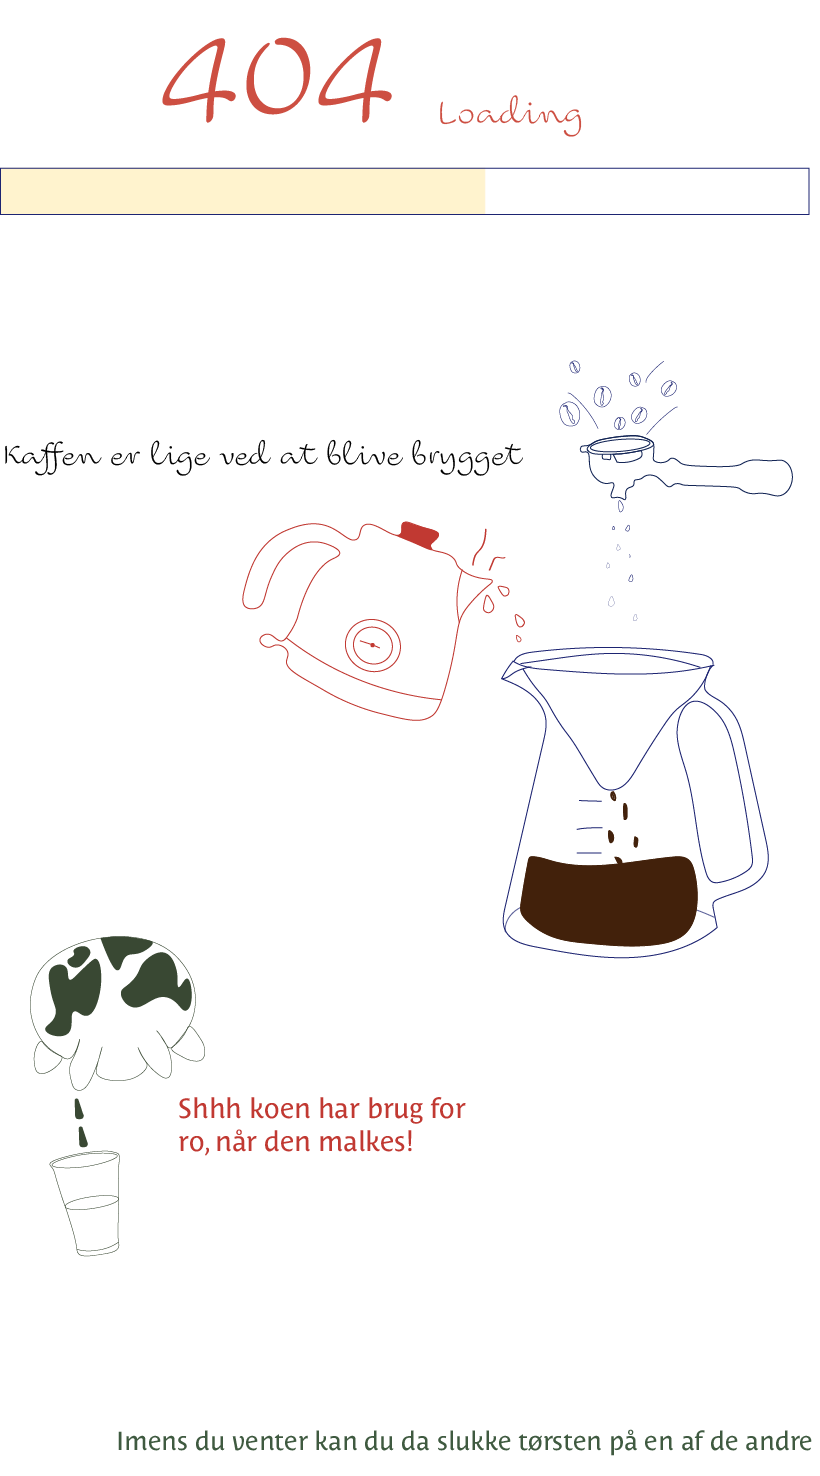 404 Loading
Kaffen er lige ved at blive brygget
Shhh koen har brug for
ro, når den malkes!
Imens du venter kan du da slukke tørsten på en af de andre